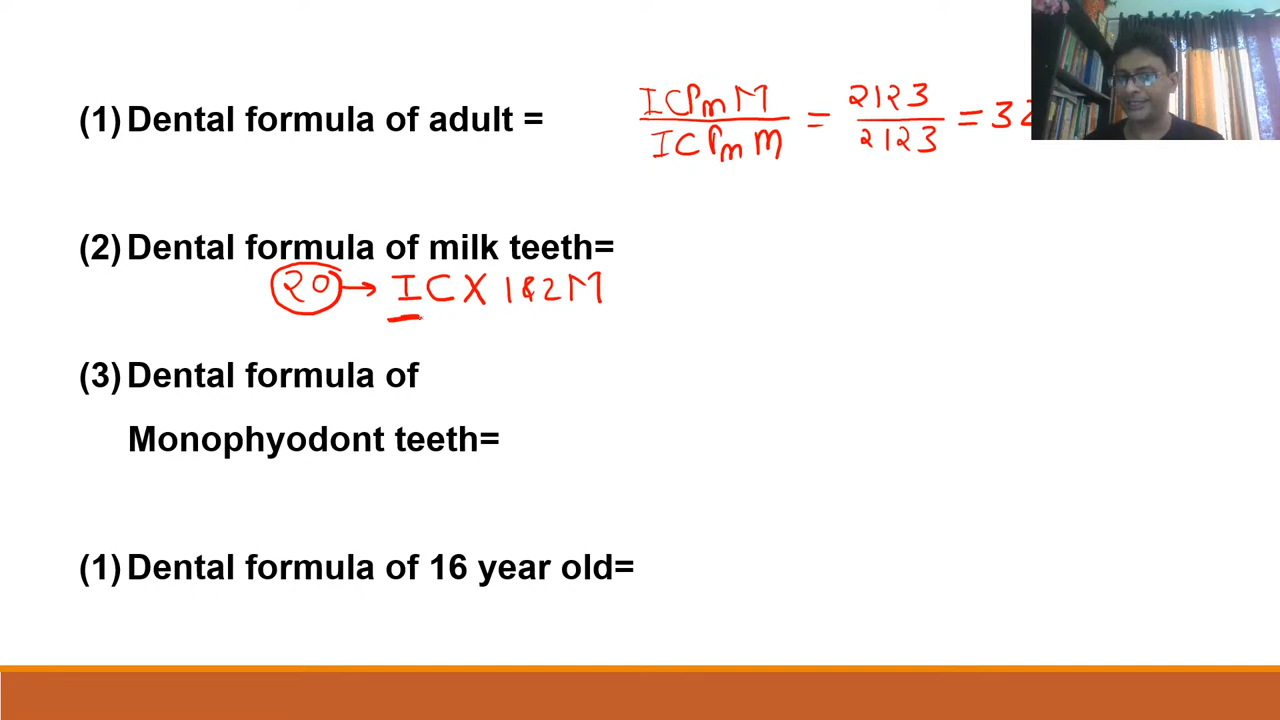 (1) Dental formula of adult =
ICPmM
ICPmM
=
2123
2123
= 32
(2) Dental formula of milk teeth=
20 → ICX 1&2M
(3) Dental formula of
Monophyodont teeth=
(1) Dental formula of 16 year old=